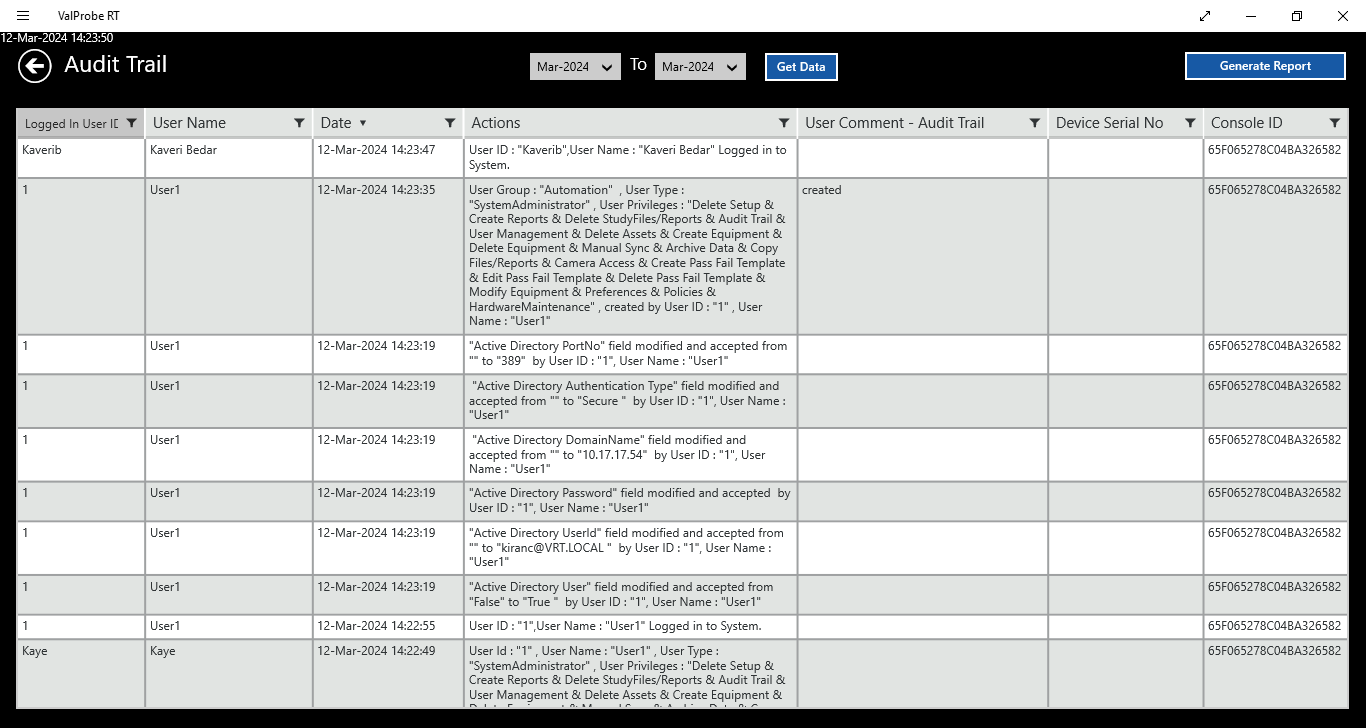 ValProbe RT
12-Mar-2024 14:23:50
Audit Trail
Mar-2024 To Mar-2024 Get Data
Generate Report
Logged In User ID User Name Date Actions User Comment - Audit Trail Device Serial No Console ID
Kaverib Kaveri Bedar 12-Mar-2024 14:23:47 User ID : "Kaverib",User Name : "Kaveri Bedar" Logged in to 65F065278C04BA326582
System.
1 User1 12-Mar-2024 14:23:35 User Group : "Automation"  , User Type : created 65F065278C04BA326582
"SystemAdministrator" , User Privileges : "Delete Setup &
Create Reports & Delete StudyFiles/Reports & Audit Trail &
User Management & Delete Assets & Create Equipment &
Delete Equipment & Manual Sync & Archive Data & Copy
Files/Reports & Camera Access & Create Pass Fail Template
& Edit Pass Fail Template & Delete Pass Fail Template &
Modify Equipment & Preferences & Policies &
HardwareMaintenance" , created by User ID : "1" , User
Name : "User1"
1 User1 12-Mar-2024 14:23:19 "Active Directory PortNo" field modified and accepted from 65F065278C04BA326582
"" to "389"  by User ID : "1", User Name : "User1"
1 User1 12-Mar-2024 14:23:19 "Active Directory Authentication Type" field modified and 65F065278C04BA326582
accepted from "" to "Secure "  by User ID : "1", User Name :
"User1"
1 User1 12-Mar-2024 14:23:19 "Active Directory DomainName" field modified and 65F065278C04BA326582
accepted from "" to "10.17.17.54"  by User ID : "1", User
Name : "User1"
1 User1 12-Mar-2024 14:23:19 "Active Directory Password" field modified and accepted  by 65F065278C04BA326582
User ID : "1", User Name : "User1"
1 User1 12-Mar-2024 14:23:19 "Active Directory UserId" field modified and accepted from 65F065278C04BA326582
"" to "kiranc@VRT.LOCAL "  by User ID : "1", User Name :
"User1"
1 User1 12-Mar-2024 14:23:19 "Active Directory User" field modified and accepted from 65F065278C04BA326582
"False" to "True "  by User ID : "1", User Name : "User1"
1 User1 12-Mar-2024 14:22:55 User ID : "1",User Name : "User1" Logged in to System. 65F065278C04BA326582
Kaye Kaye 12-Mar-2024 14:22:49 User Id : "1" , User Name : "User1" , User Type : 65F065278C04BA326582
"SystemAdministrator" , User Privileges : "Delete Setup &
Create Reports & Delete StudyFiles/Reports & Audit Trail &
User Management & Delete Assets & Create Equipment &